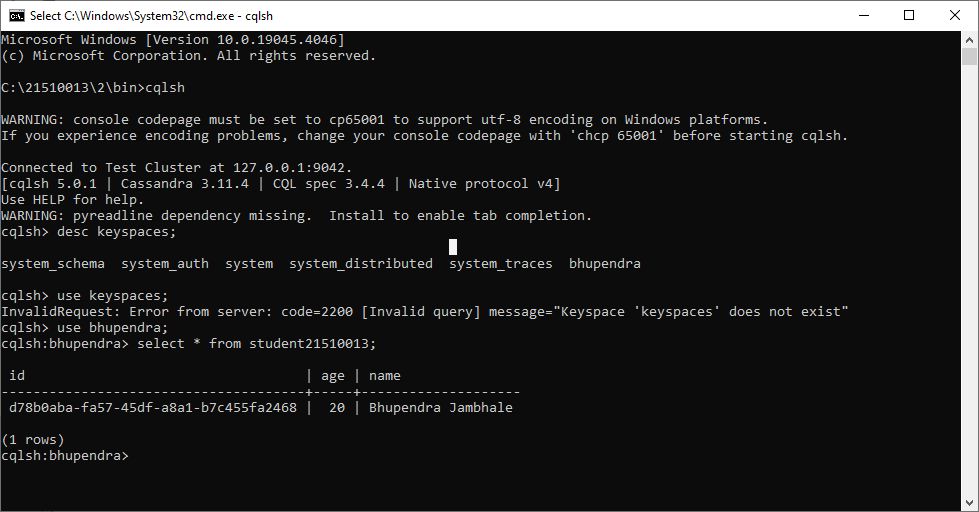 Select C:\Windows\System32\cmd.exe - cqlsh
Microsoft Windows [Version 10.0.19045.4046]
(c) Microsoft Corporation. All rights reserved.
C:\21510013\2\bin>cqlsh
WARNING: console codepage must be set to cp65001 to support utf-8 encoding on Windows platforms.
If you experience encoding problems, change your console codepage with 'chcp 65001' before starting cqlsh.
Connected to Test Cluster at 127.0.0.1:9042.
[cqlsh 5.0.1 | Cassandra 3.11.4 | CQL spec 3.4.4 | Native protocol v4]
Use HELP for help.
WARNING: pyreadline dependency missing.  Install to enable tab completion.
cqlsh> desc keyspaces;
system_schema  system_auth  system  system_distributed  system_traces  bhupendra
cqlsh> use keyspaces;
InvalidRequest: Error from server: code=2200 [Invalid query] message="Keyspace 'keyspaces' does not exist"
cqlsh> use bhupendra;
cqlsh:bhupendra> select * from student21510013;
 id                                   | age | name
--------------------------------------+-----+--------------------
 d78b0aba-fa57-45df-a8a1-b7c455fa2468 |  20 | Bhupendra Jambhale
(1 rows)
cqlsh:bhupendra>